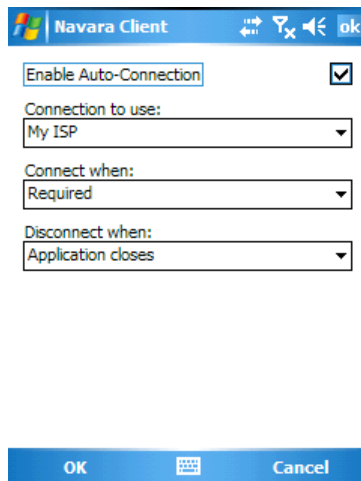 Navara Client ok
Enable Auto-Connection
Connection to use:
My ISP
Connect when:
Required
Disconnect when:
Application closes
OK Cancel